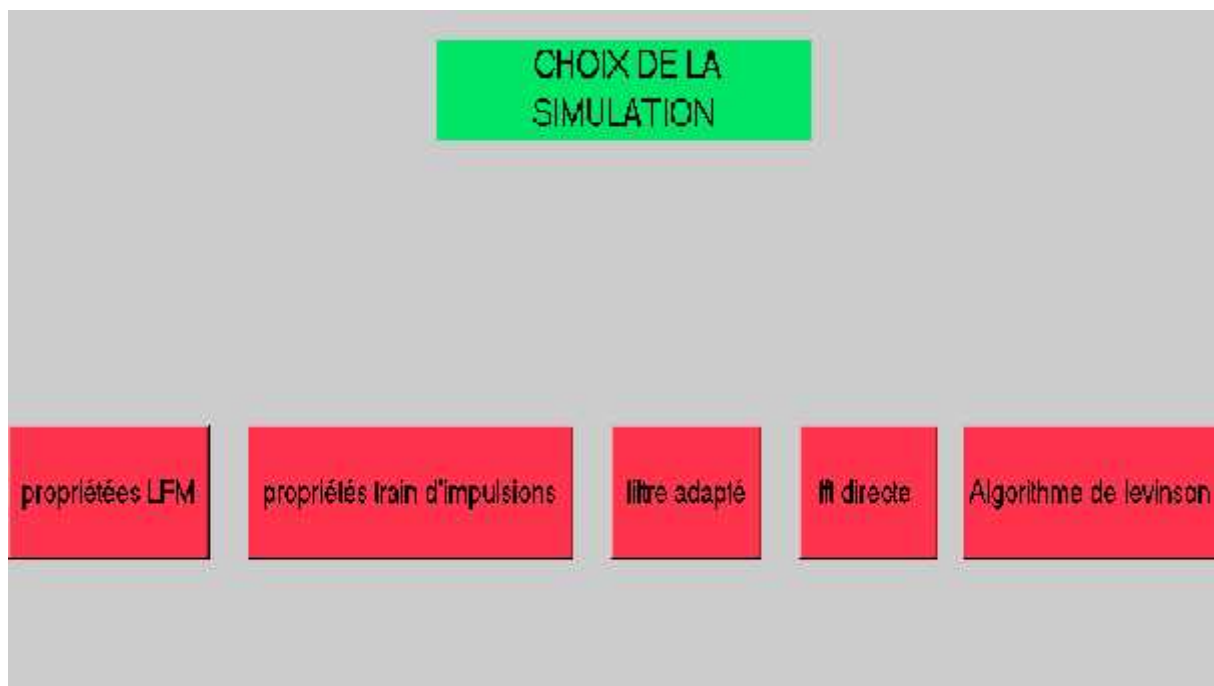 CHOIX DE LA
SIMULATION
propriétées LFM
propriétés train d'impulsions
filtre adapté
fft directe
Algorithme de levinson